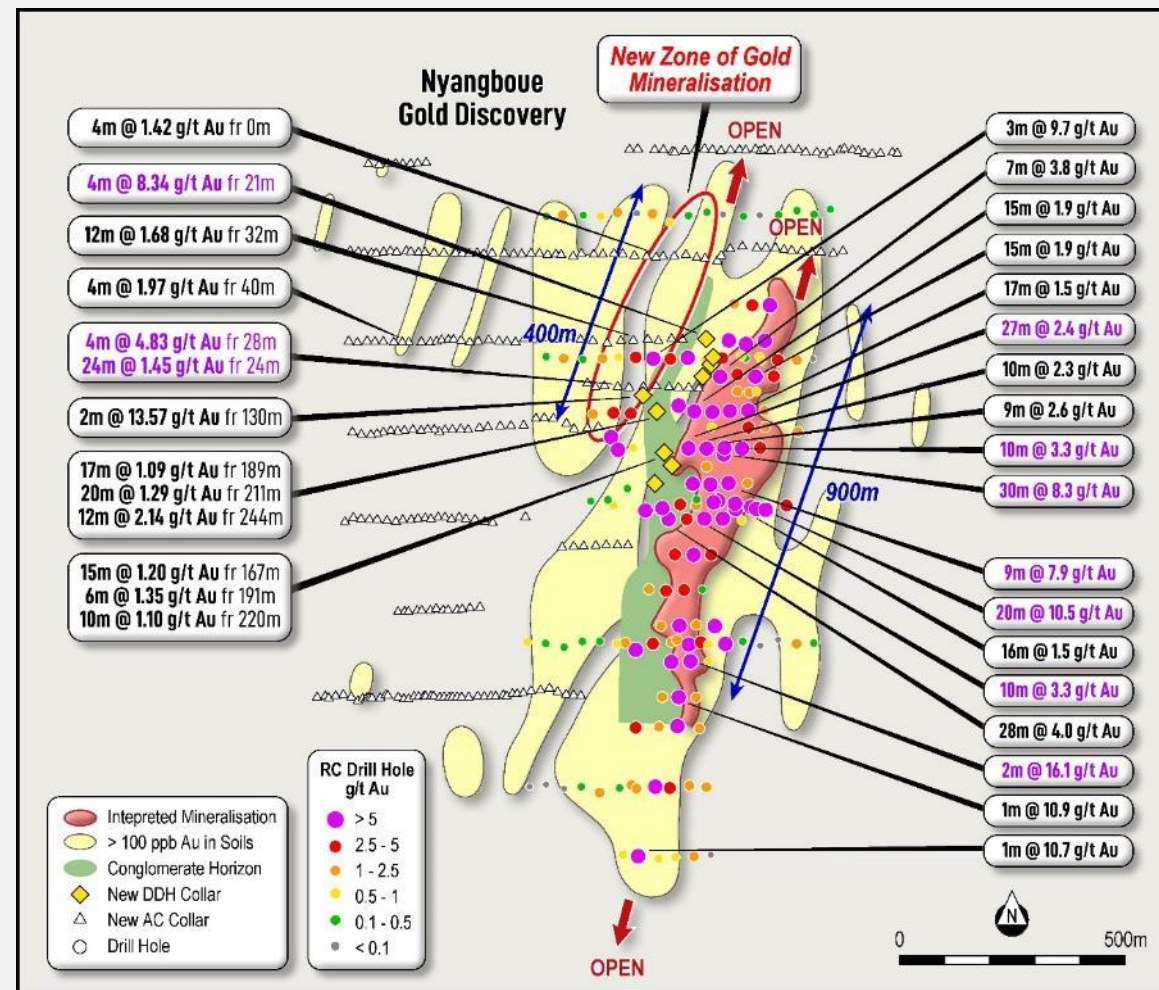 Nyangboue
Gold Discovery
New Zone of Gold
Mineralisation
OPEN
OPEN
4m @ 1.42 g/t Au fr 0m
4m @ 8.34 g/t Au fr 21m
12m @ 1.68 g/t Au fr 32m
4m @ 1.97 g/t Au fr 40m
4m @ 4.83 g/t Au fr 28m
24m @ 1.45 g/t Au fr 24m
2m @ 13.57 g/t Au fr 130m
17m @ 1.09 g/t Au fr 189m
20m @ 1.29 g/t Au fr 211m
12m @ 2.14 g/t Au fr 244m
15m @ 1.20 g/t Au fr 167m
6m @ 1.35 g/t Au fr 191m
10m @ 1.10 g/t Au fr 220m
400m
900m
3m @ 9.7 g/t Au
7m @ 3.8 g/t Au
15m @ 1.9 g/t Au
15m @ 1.9 g/t Au
17m @ 1.5 g/t Au
27m @ 2.4 g/t Au
10m @ 2.3 g/t Au
9m @ 2.6 g/t Au
10m @ 3.3 g/t Au
30m @ 8.3 g/t Au
9m @ 7.9 g/t Au
20m @ 10.5 g/t Au
16m @ 1.5 g/t Au
10m @ 3.3 g/t Au
28m @ 4.0 g/t Au
2m @ 16.1 g/t Au
1m @ 10.9 g/t Au
1m @ 10.7 g/t Au
Intepreted Mineralisation
> 100 ppb Au in Soils
Conglomerate Horizon
New DDH Collar
New AC Collar
Drill Hole
RC Drill Hole
g/t Au
> 5
2.5 - 5
1 - 2.5
0.5 - 1
0.1 - 0.5
< 0.1
OPEN
N
0
500m